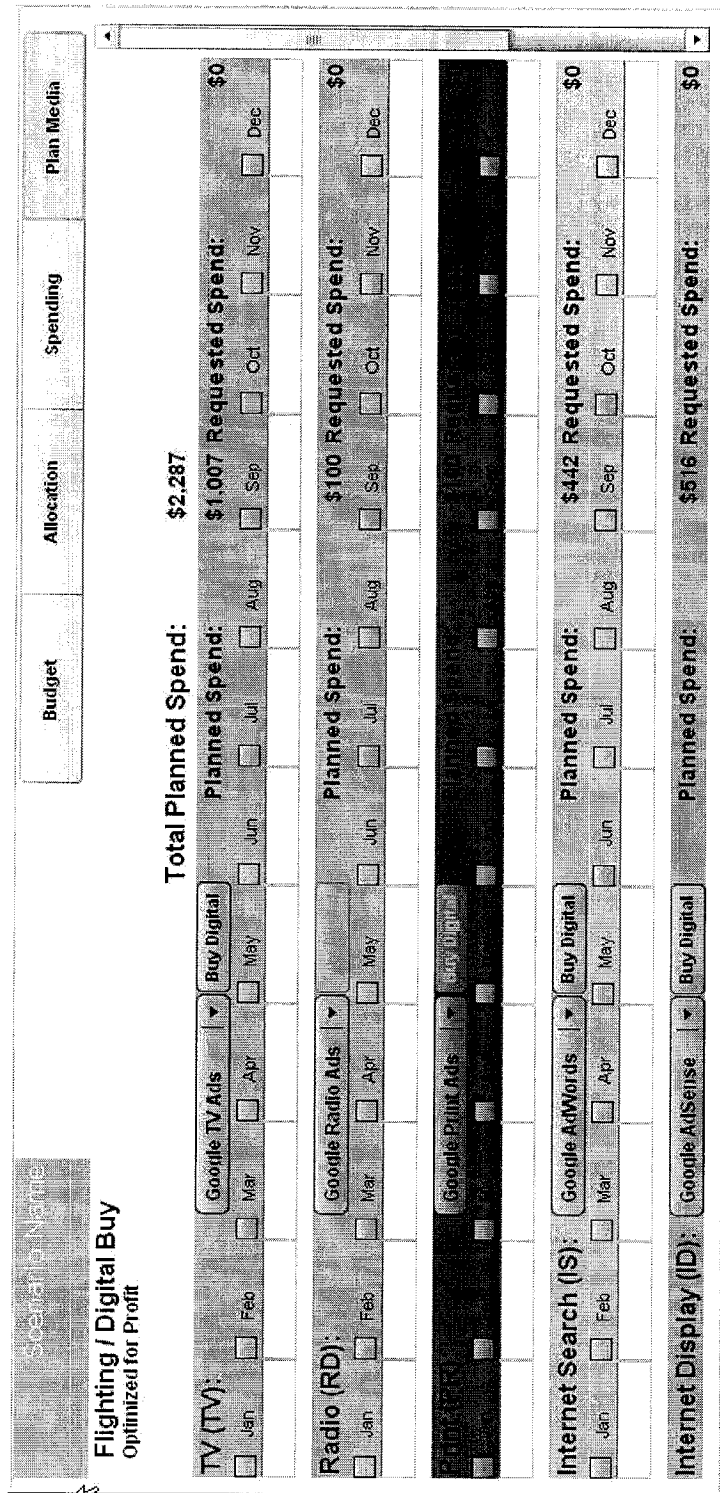 Scenario Name
Budget Allocation Spending Plan Media
Flighting / Digital Buy
Optimized for Profit
Total Planned Spend: $2,287
TV (TV): Google TV Ads Buy Digital Planned Spend: $1,007 Requested Spend: $0
Jan Feb Mar Apr May Jun Jul Aug Sep Oct Nov Dec
Radio (RD): Google Radio Ads Planned Spend: $100 Requested Spend: $0
Jan Feb Mar Apr May Jun Jul Aug Sep Oct Nov Dec
Google Print Ads Buy Digital
Internet Search (IS): Google AdWords Buy Digital Planned Spend: $442 Requested Spend: $0
Jan Feb Mar Apr May Jun Jul Aug Sep Oct Nov Dec
Internet Display (ID): Google AdSense Buy Digital Planned Spend: $516 Requested Spend: $0